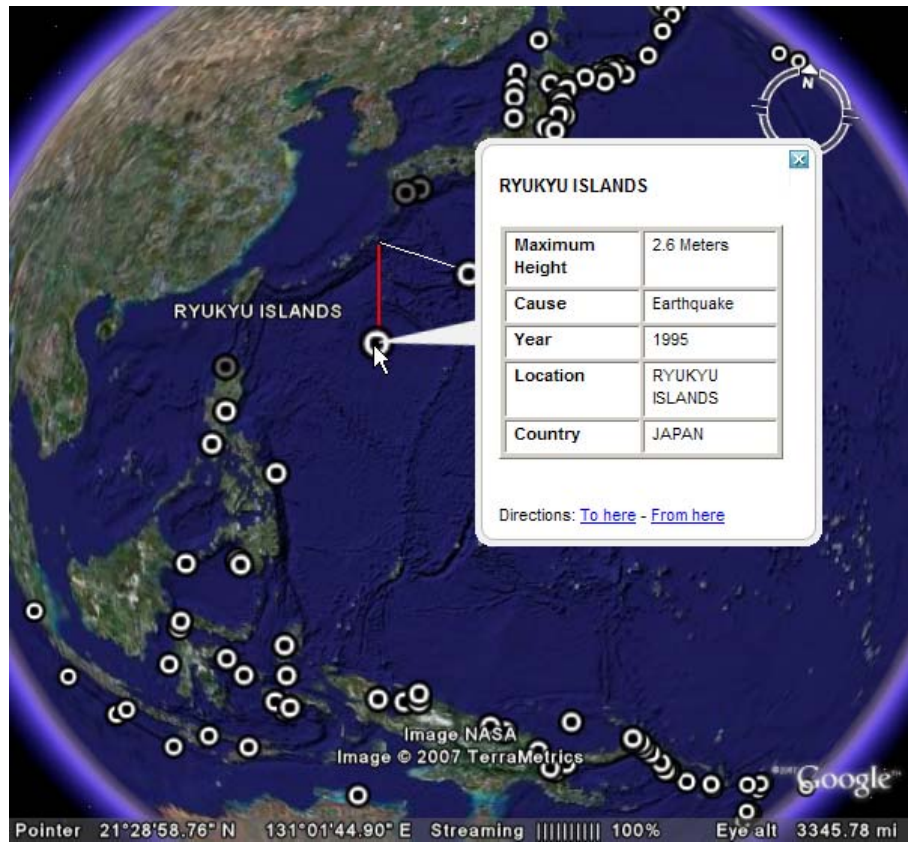 N
RYUKYU ISLANDS
Maximum
Height
2.6 Meters
Cause
Earthquake
Year
1995
Location
RYUKYU
ISLANDS
Country
JAPAN
Directions: To here - From here
RYUKYU ISLANDS
Image NASA
Image © 2007 TerraMetrics
Google
Pointer 21°28'58.76" N 131°01'44.90" E Streaming |||||||||| 100% Eye alt 3345.78 mi